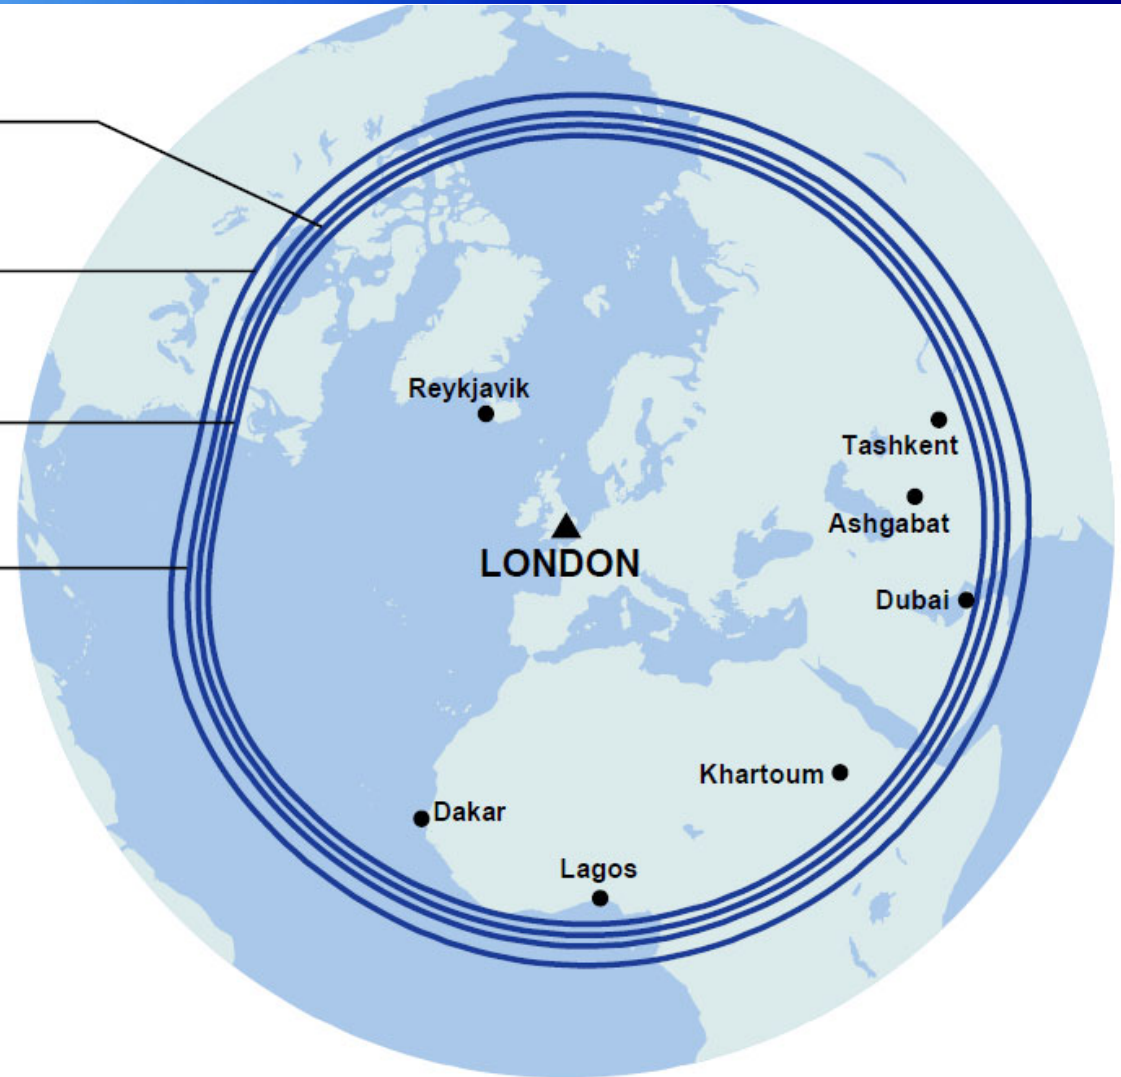 Reykjavik
Tashkent
Ashgabat
LONDON
Dubai
Khartoum
Dakar
Lagos